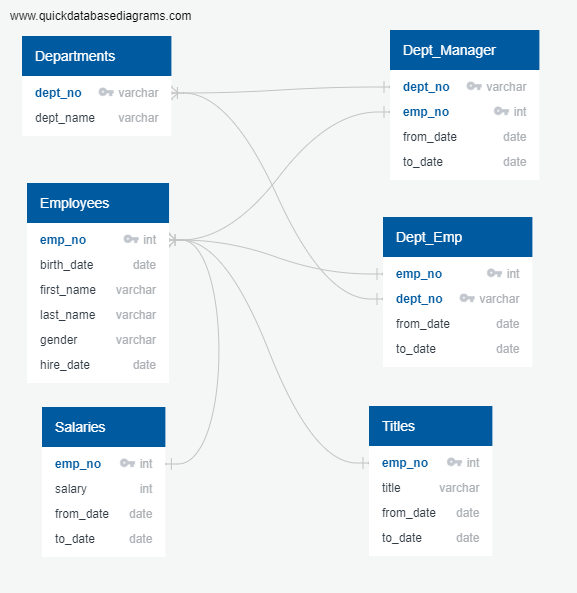 www.quickdatabasediagrams.com
Departments
dept_no varchar
dept_name varchar
Dept_Manager
dept_no varchar
emp_no int
from_date date
to_date date
Employees
emp_no int
birth_date date
first_name varchar
last_name varchar
gender varchar
hire_date date
Dept_Emp
emp_no int
dept_no varchar
from_date date
to_date date
Salaries
emp_no int
salary int
from_date date
to_date date
Titles
emp_no int
title varchar
from_date date
to_date date